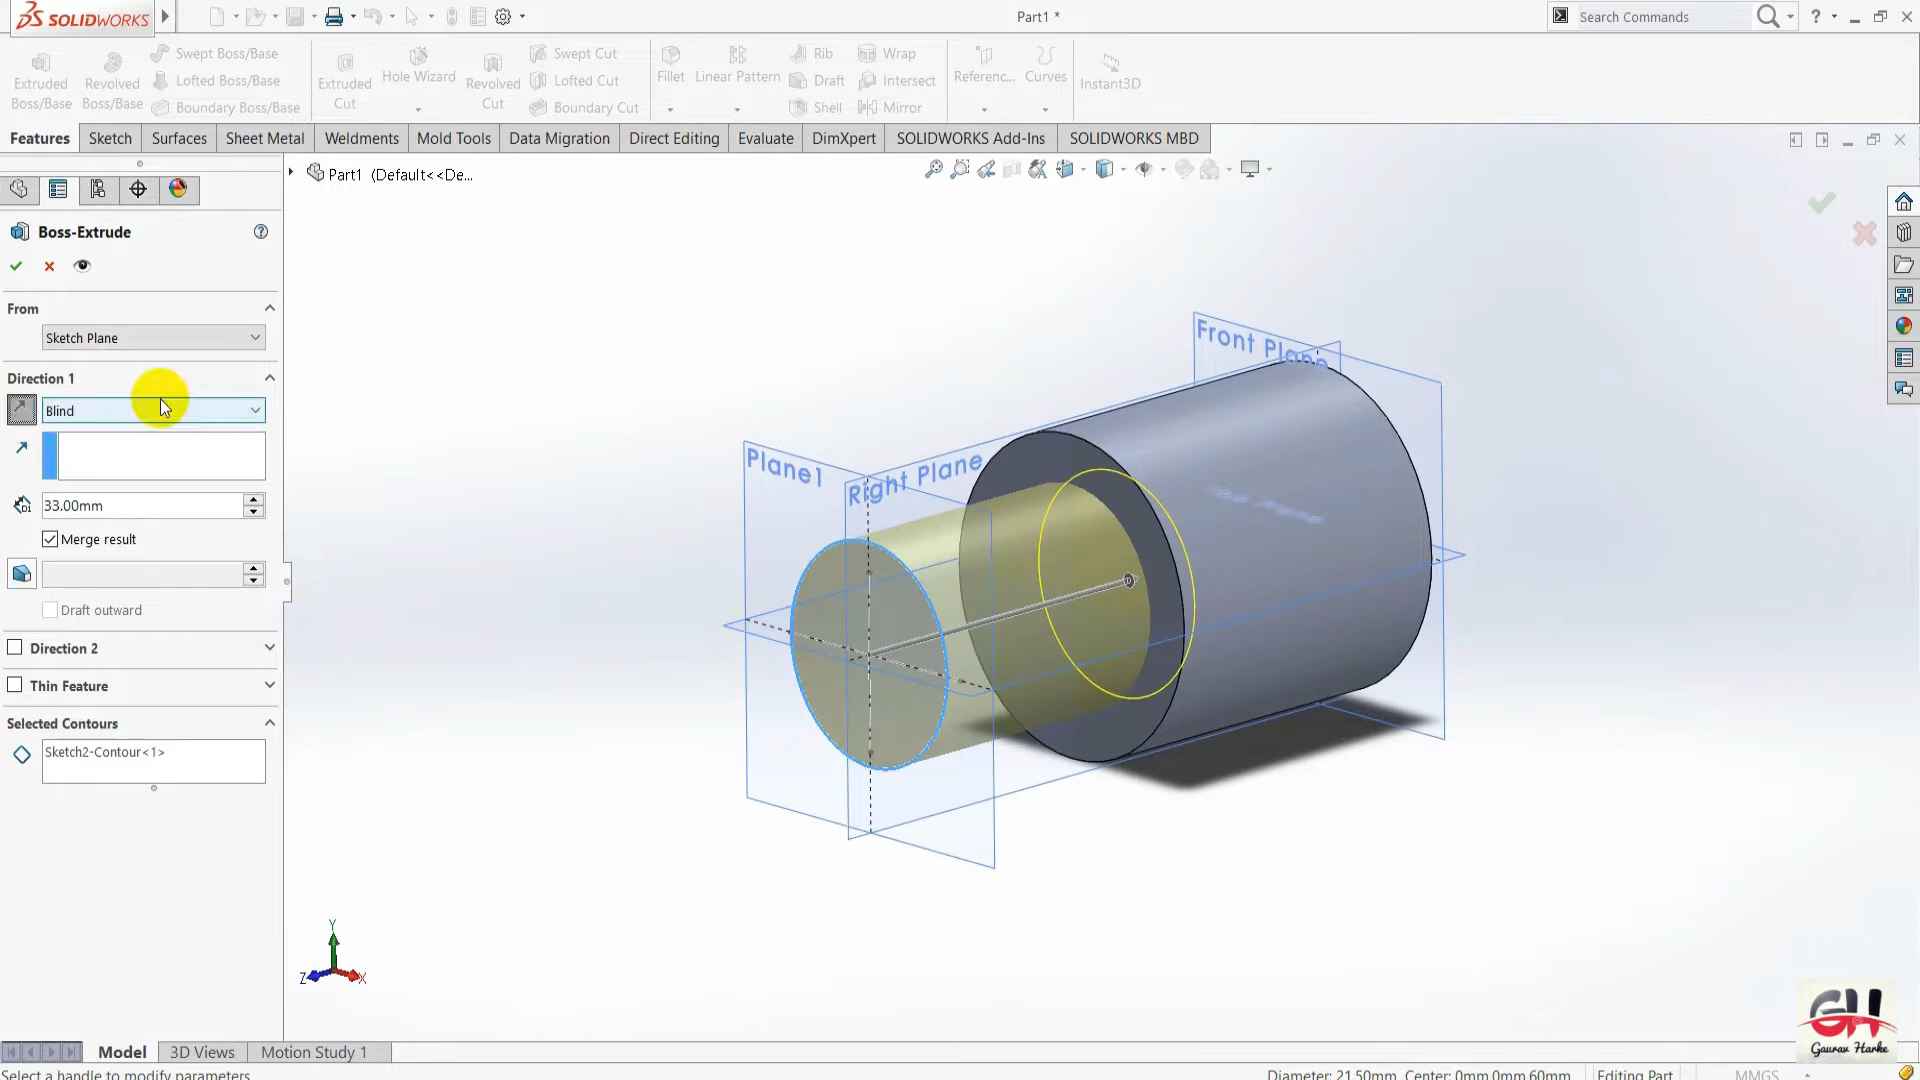 SOLIDWORKS
Part1 *
Search Commands
Extruded Boss/Base
Revolved Boss/Base
Swept Boss/Base
Lofted Boss/Base
Boundary Boss/Base
Extruded Cut
Hole Wizard
Revolved Cut
Swept Cut
Lofted Cut
Boundary Cut
Fillet
Linear Pattern
Rib
Draft
Shell
Wrap
Intersect
Mirror
Referenc...
Curves
Instant3D
Features
Sketch
Surfaces
Sheet Metal
Weldments
Mold Tools
Data Migration
Direct Editing
Evaluate
DimXpert
SOLIDWORKS Add-Ins
SOLIDWORKS MBD
Part1 (Default<<De...
Boss-Extrude
From
Sketch Plane
Direction 1
Blind
D1
33.00mm
Merge result
Draft outward
Direction 2
Thin Feature
Selected Contours
Sketch2-Contour<1>
Front Plane
Plane1
Right Plane
Y
Z
X
GH
Gaurav Harke
Model
3D Views
Motion Study 1
Select a handle to modify parameters
Diameter: 21.50mm Center: 0mm,0mm,60mm
Editing Part
MMGS